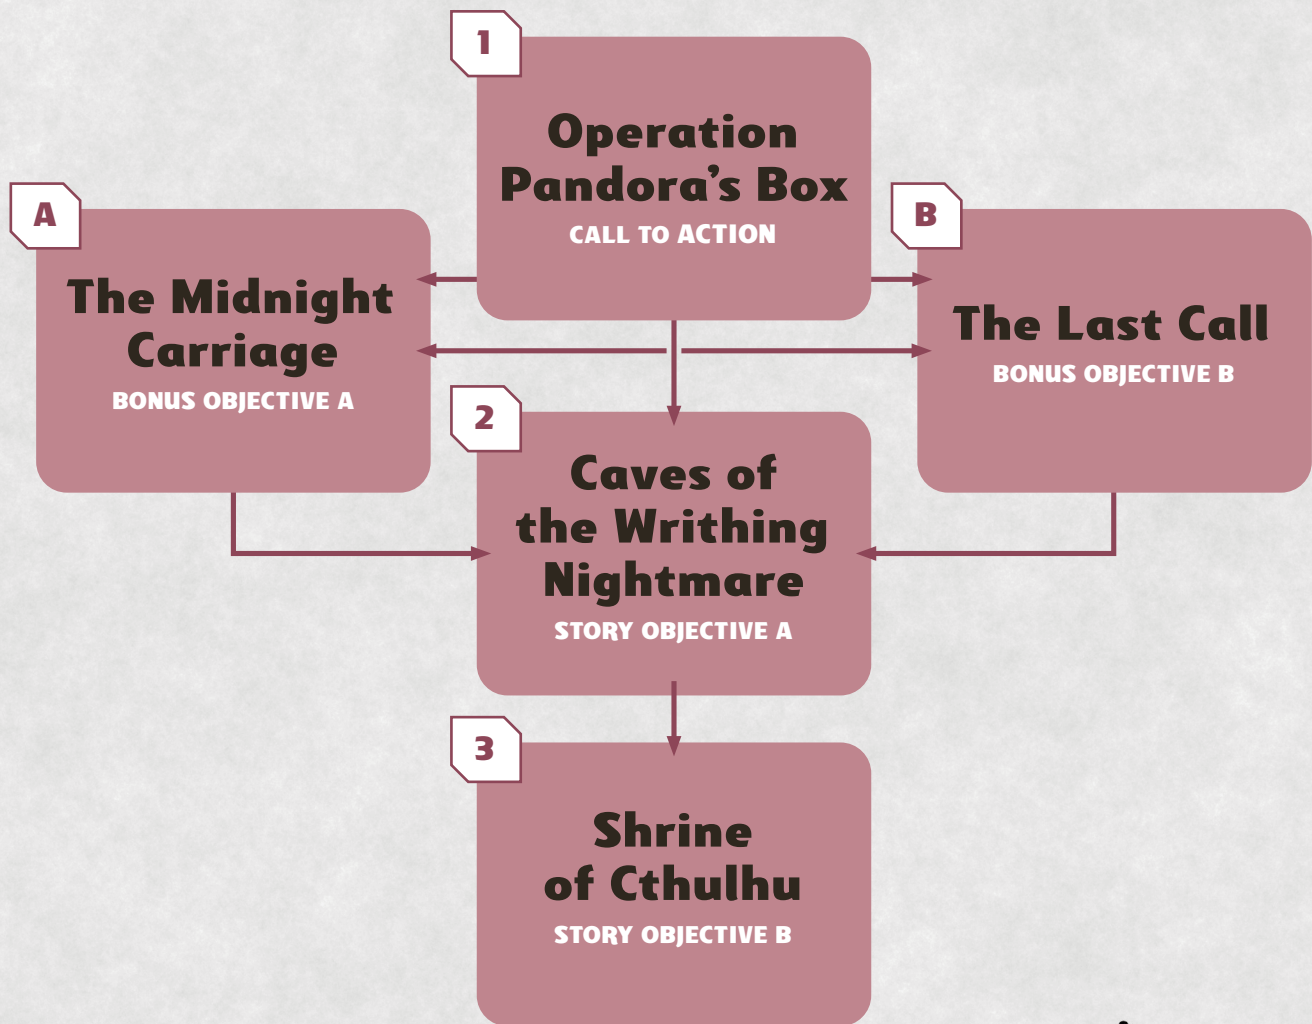 1
Operation
Pandora's Box
CALL TO ACTION
A
The Midnight
Carriage
BONUS OBJECTIVE A
B
The Last Call
BONUS OBJECTIVE B
2
Caves of
the Writhing
Nightmare
STORY OBJECTIVE A
3
Shrine
of Cthulhu
STORY OBJECTIVE B